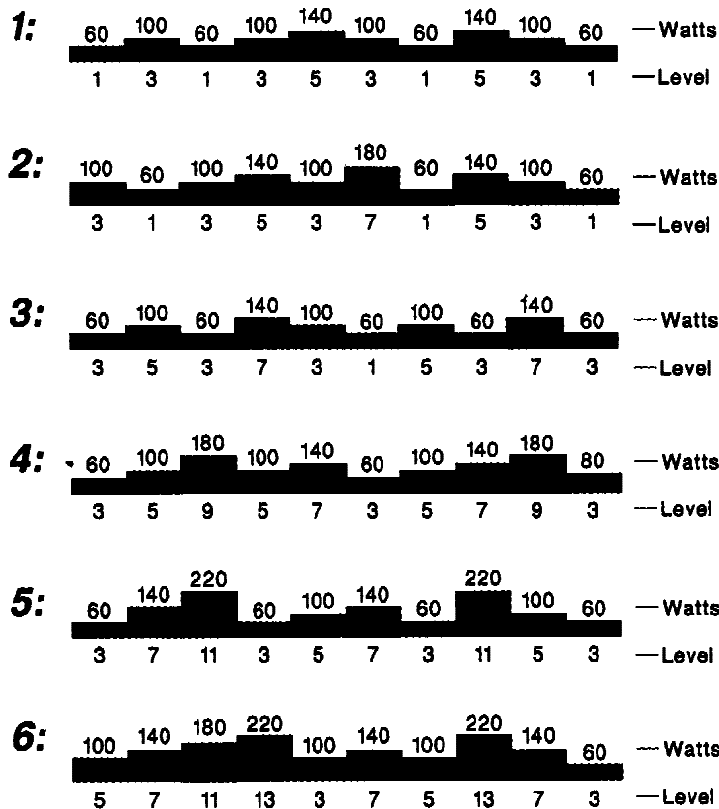 1: 60 100 60 100 140 100 60 140 100 60 —Watts
1 3 1 3 5 3 1 5 3 1 —Level
2: 100 60 100 140 100 180 60 140 100 60 —Watts
3 1 3 5 3 7 1 5 3 1 —Level
3: 60 100 60 140 100 60 100 60 140 60 —Watts
3 5 3 7 3 1 5 3 7 3 —Level
4: 60 100 180 100 140 60 100 140 180 80 —Watts
3 5 9 5 7 3 5 7 9 3 —Level
5: 60 140 220 60 100 140 60 220 100 60 —Watts
3 7 11 3 5 7 3 11 5 3 —Level
6: 100 140 180 220 100 140 100 220 140 60 —Watts
5 7 11 13 3 7 5 13 7 3 —Level